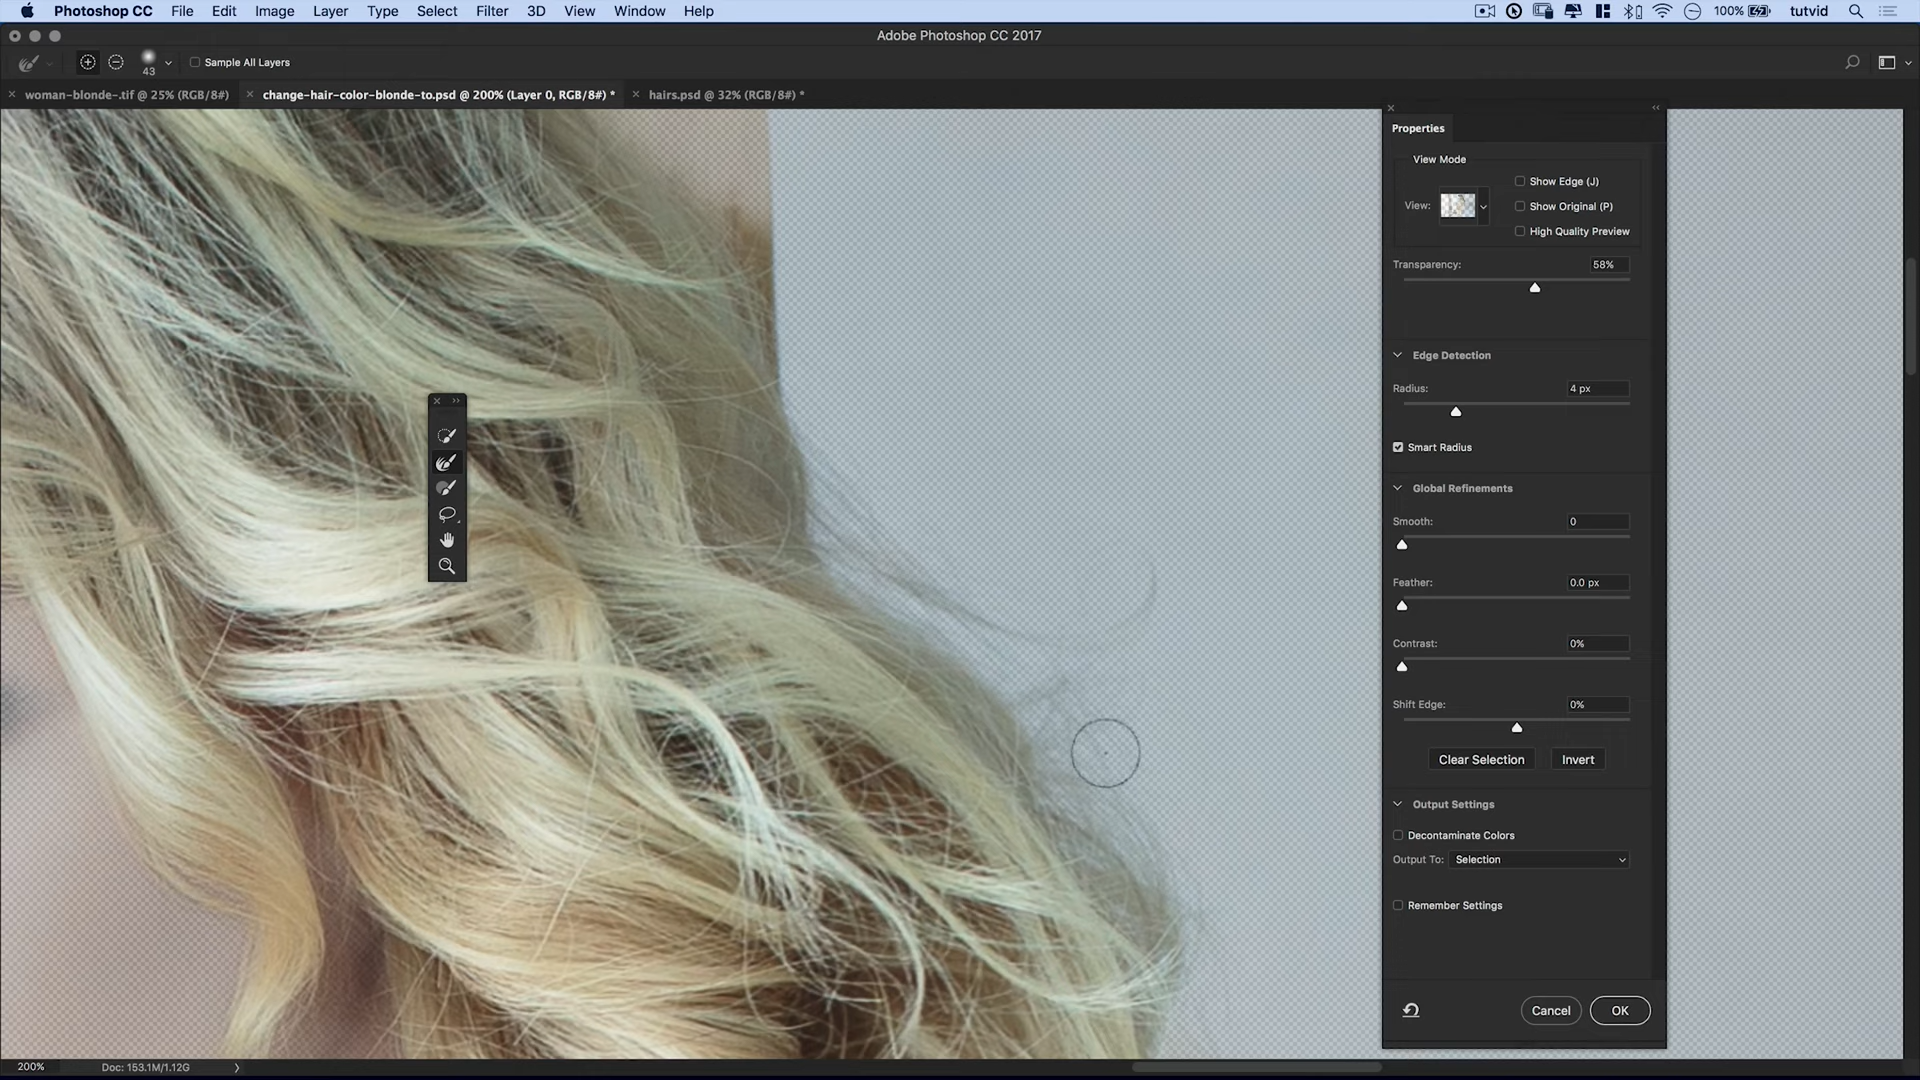 Photoshop CC File Edit Image Layer Type Select Filter 3D View Window Help 100% tutvid
Adobe Photoshop CC 2017
43 Sample All Layers
woman-blonde-.tif @ 25% (RGB/8#) change-hair-color-blonde-to.psd @ 200% (Layer 0, RGB/8#) * hairs.psd @ 32% (RGB/8#) *
Properties
View Mode
Show Edge (J)
View: Show Original (P)
High Quality Preview
Transparency: 58%
Edge Detection
Radius: 4 px
Smart Radius
Global Refinements
Smooth: 0
Feather: 0.0 px
Contrast: 0%
Shift Edge: 0%
Clear Selection Invert
Output Settings
Decontaminate Colors
Output To: Selection
Remember Settings
Cancel OK
200% Doc: 153.1M/1.12G